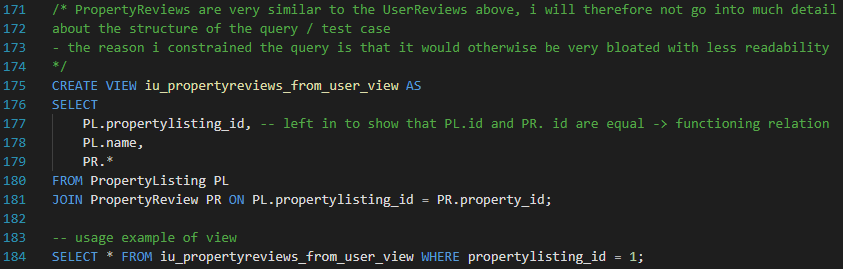 171 /* PropertyReviews are very similar to the UserReviews above, i will therefore not go into much detail
172 about the structure of the query / test case
173 - the reason i constrained the query is that it would otherwise be very bloated with less readability
174 */
175 CREATE VIEW iu_propertyreviews_from_user_view AS
176 SELECT
177     PL.propertylisting_id, -- left in to show that PL.id and PR. id are equal -> functioning relation
178     PL.name,
179     PR.*
180 FROM PropertyListing PL
181 JOIN PropertyReview PR ON PL.propertylisting_id = PR.property_id;
182
183 -- usage example of view
184 SELECT * FROM iu_propertyreviews_from_user_view WHERE propertylisting_id = 1;